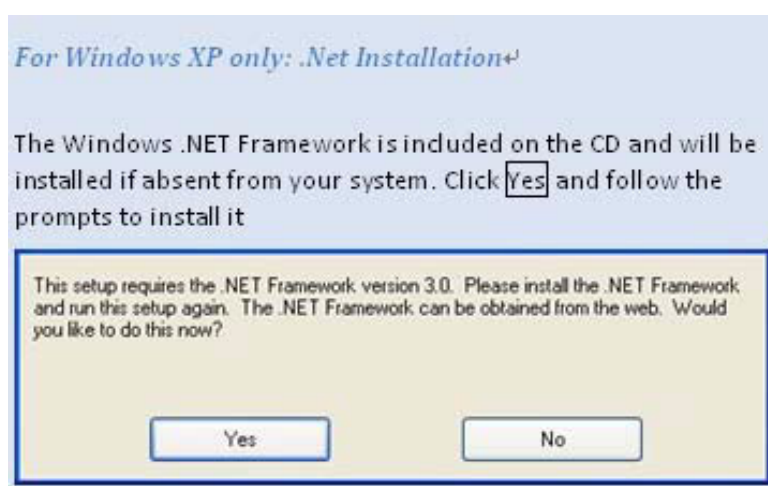 For Windows XP only: .Net Installation↵
The Windows .NET Framework is included on the CD and will be
installed if absent from your system. Click Yes and follow the
prompts to install it
This setup requires the .NET Framework version 3.0. Please install the .NET Framework
and run this setup again. The .NET Framework can be obtained from the web. Would
you like to do this now?
Yes No